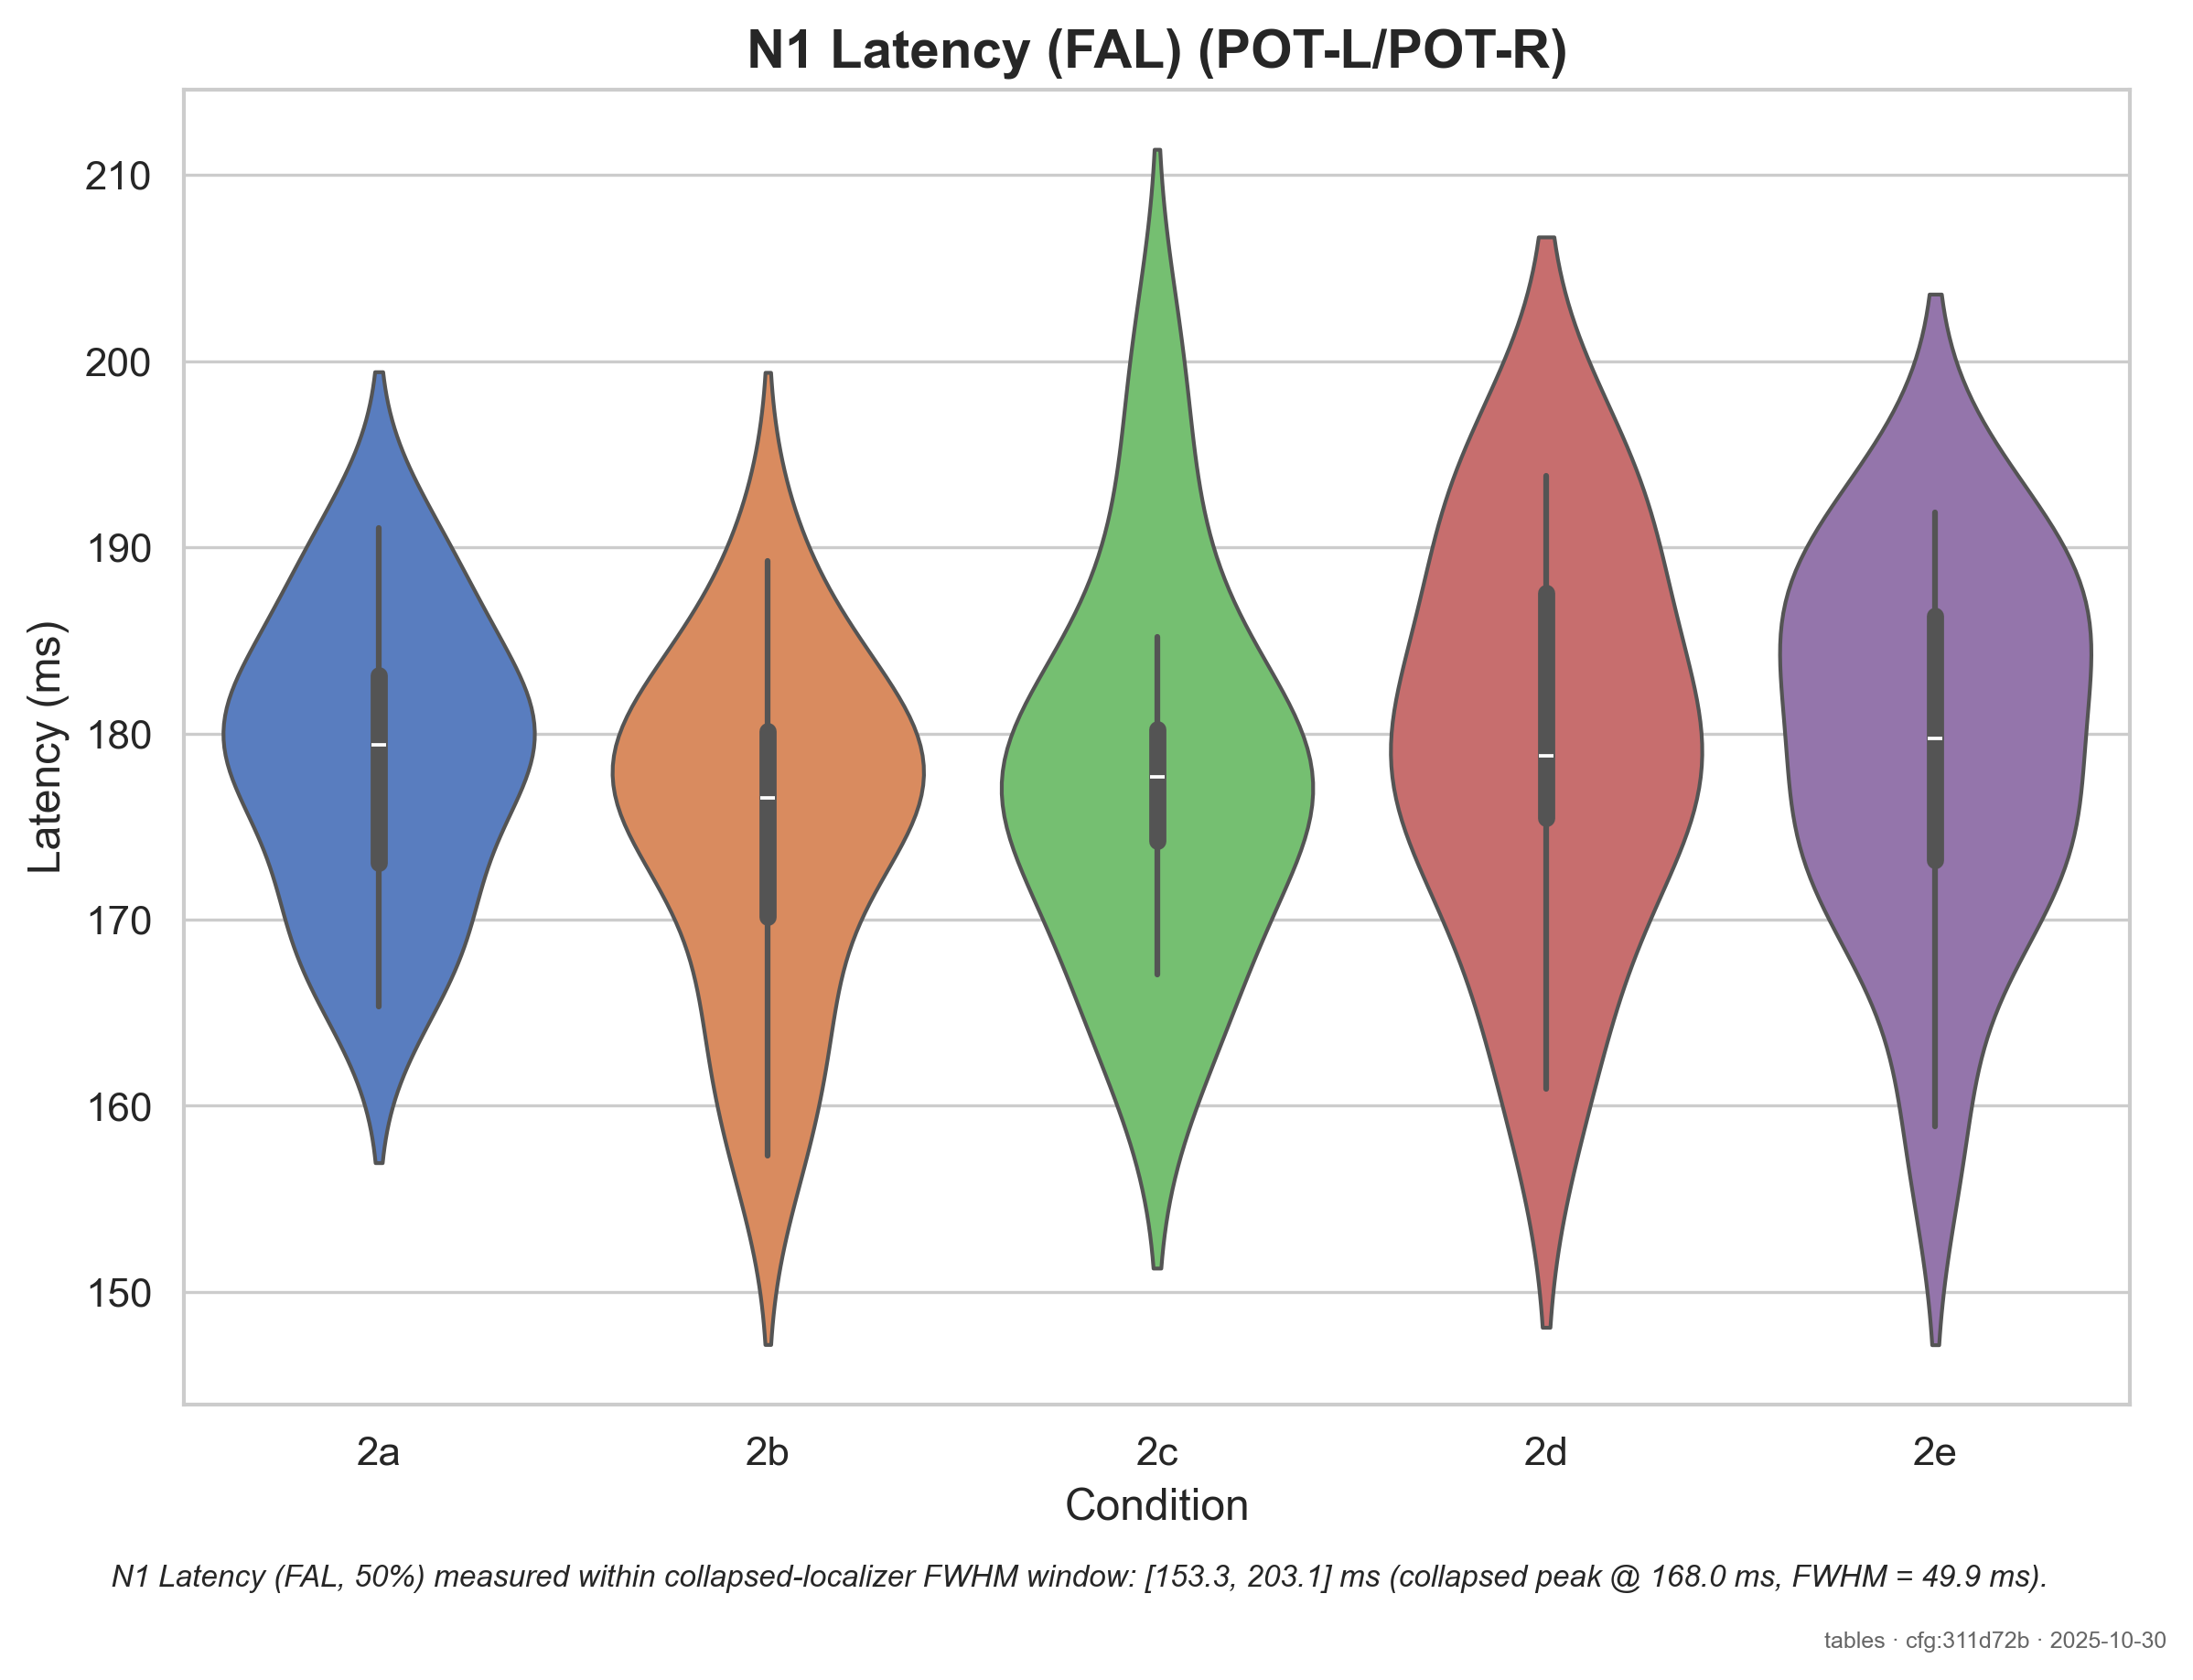 N1 Latency (FAL) (POT-L/POT-R)
Latency (ms)
210
200
190
180
170
160
150
2a 2b 2c 2d 2e
Condition
N1 Latency (FAL, 50%) measured within collapsed-localizer FWHM window: [153.3, 203.1] ms (collapsed peak @ 168.0 ms, FWHM = 49.9 ms).
tables · cfg:311d72b · 2025-10-30